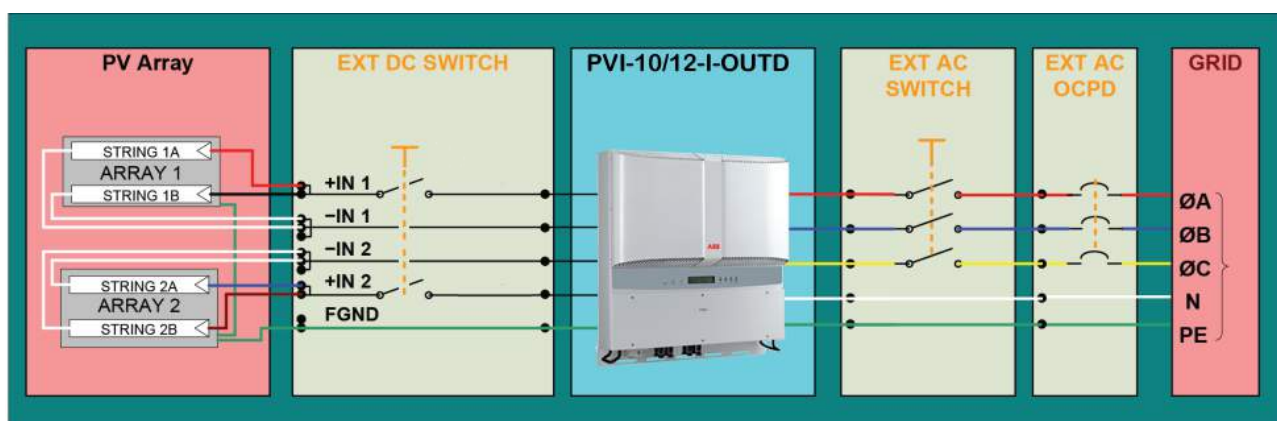 PV Array
STRING 1A
ARRAY 1
STRING 1B
STRING 2A
ARRAY 2
STRING 2B
EXT DC SWITCH
+IN 1
−IN 1
−IN 2
+IN 2
FGND
PVI-10/12-I-OUTD
ABB
EXT AC
SWITCH
EXT AC
OCPD
GRID
ØA
ØB
ØC
N
PE